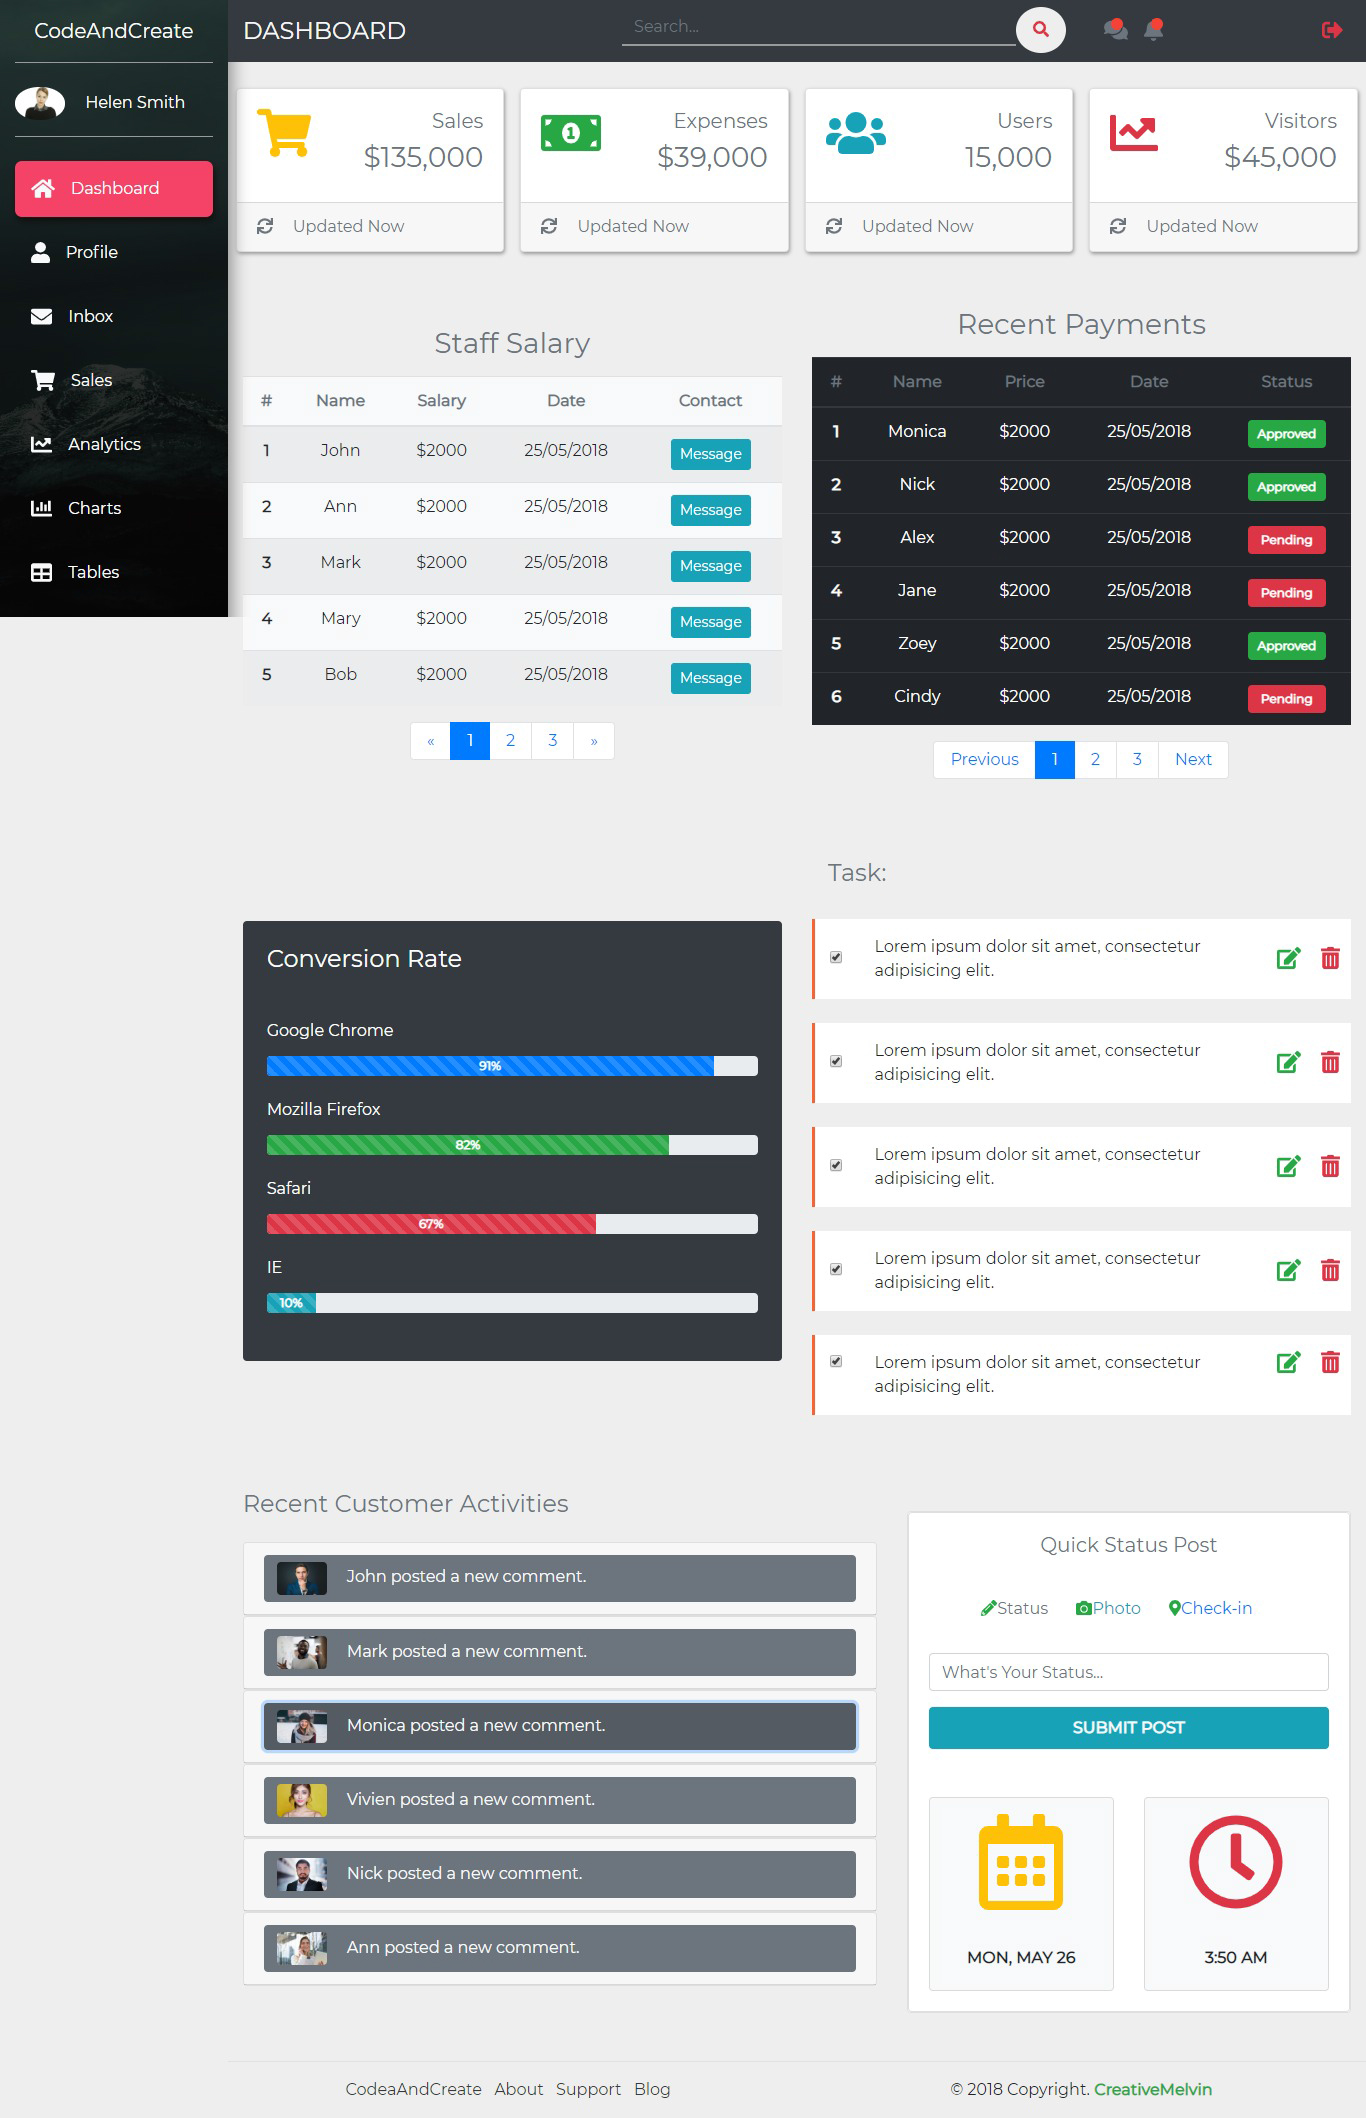 CodeAndCreate
Helen Smith
Dashboard
Profile
Inbox
Sales
Analytics
Charts
Tables
DASHBOARD
Search...
Sales
$135,000
Updated Now
Expenses
$39,000
Updated Now
Users
15,000
Updated Now
Visitors
$45,000
Updated Now
Staff Salary
# Name Salary Date Contact
1 John $2000 25/05/2018 Message
2 Ann $2000 25/05/2018 Message
3 Mark $2000 25/05/2018 Message
4 Mary $2000 25/05/2018 Message
5 Bob $2000 25/05/2018 Message
« 1 2 3 »
Recent Payments
# Name Price Date Status
1 Monica $2000 25/05/2018 Approved
2 Nick $2000 25/05/2018 Approved
3 Alex $2000 25/05/2018 Pending
4 Jane $2000 25/05/2018 Pending
5 Zoey $2000 25/05/2018 Approved
6 Cindy $2000 25/05/2018 Pending
Previous 1 2 3 Next
Conversion Rate
Google Chrome
91%
Mozilla Firefox
82%
Safari
67%
IE
10%
Task:
Lorem ipsum dolor sit amet, consectetur
adipisicing elit.
Lorem ipsum dolor sit amet, consectetur
adipisicing elit.
Lorem ipsum dolor sit amet, consectetur
adipisicing elit.
Lorem ipsum dolor sit amet, consectetur
adipisicing elit.
Lorem ipsum dolor sit amet, consectetur
adipisicing elit.
Recent Customer Activities
John posted a new comment.
Mark posted a new comment.
Monica posted a new comment.
Vivien posted a new comment.
Nick posted a new comment.
Ann posted a new comment.
Quick Status Post
Status Photo Check-in
What's Your Status...
SUBMIT POST
MON, MAY 26
3:50 AM
CodeaAndCreate About Support Blog
© 2018 Copyright. CreativeMelvin